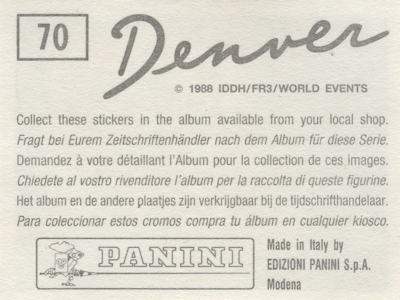 70
Denver
© 1988 IDDH/FR3/WORLD EVENTS
Collect these stickers in the album available from your local shop.
Fragt bei Eurem Zeitschriftenhändler nach dem Album für diese Serie.
Demandez à votre détaillant l'Album pour la collection de ces images.
Chiedete al vostro rivenditore l'album per la raccolta di queste figurine.
Het album en de andere plaatjes zijn verkrijgbaar bij de tijdschrifthandelaar.
Para coleccionar estos cromos compra tu álbum en cualquier kiosco.
PANINI
Made in Italy by
EDIZIONI PANINI S.p.A.
Modena